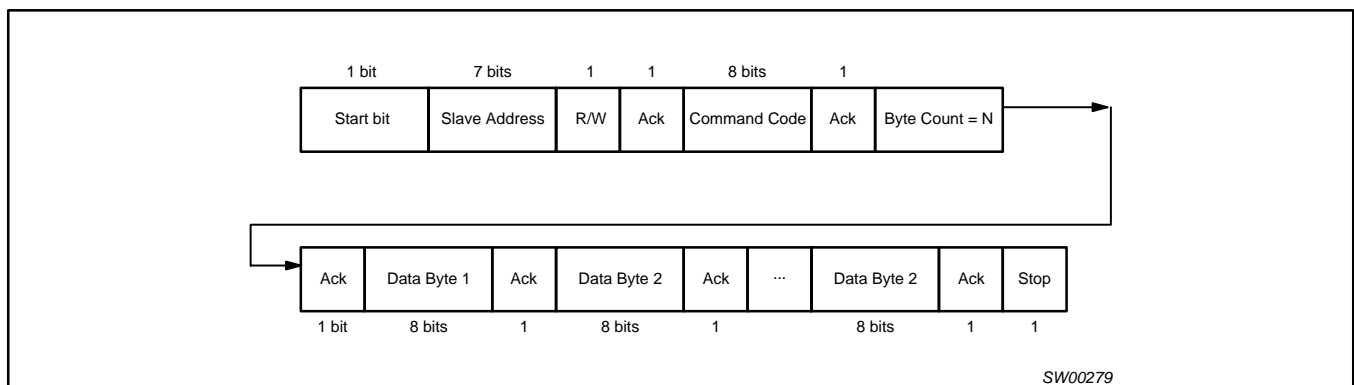 1 bit 7 bits 1 1 8 bits 1
Start bit Slave Address R/W Ack Command Code Ack Byte Count = N
Ack Data Byte 1 Ack Data Byte 2 Ack ... Data Byte 2 Ack Stop
1 bit 8 bits 1 8 bits 1 8 bits 1 1
SW00279